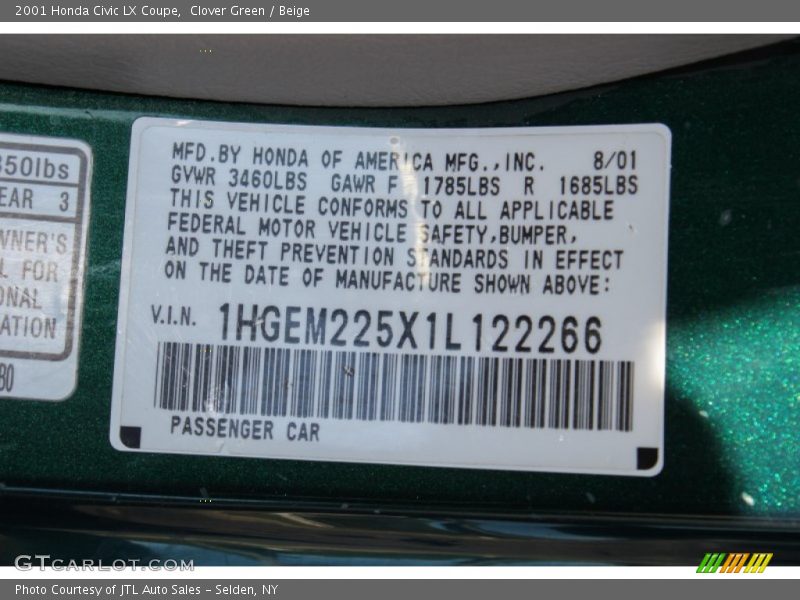 2001 Honda Civic LX Coupe,  Clover Green / Beige
350lbs
EAR 3
WNER'S
L FOR
ONAL
ATION
80
MFD.BY HONDA OF AMERICA MFG.,INC. 8/01
GVWR 3460LBS GAWR F 1785LBS R 1685LBS
THIS VEHICLE CONFORMS TO ALL APPLICABLE
FEDERAL MOTOR VEHICLE SAFETY,BUMPER,
AND THEFT PREVENTION STANDARDS IN EFFECT
ON THE DATE OF MANUFACTURE SHOWN ABOVE:
V.I.N. 1HGEM225X1L122266
PASSENGER CAR
GTCARLOT.COM
Photo Courtesy of JTL Auto Sales - Selden, NY